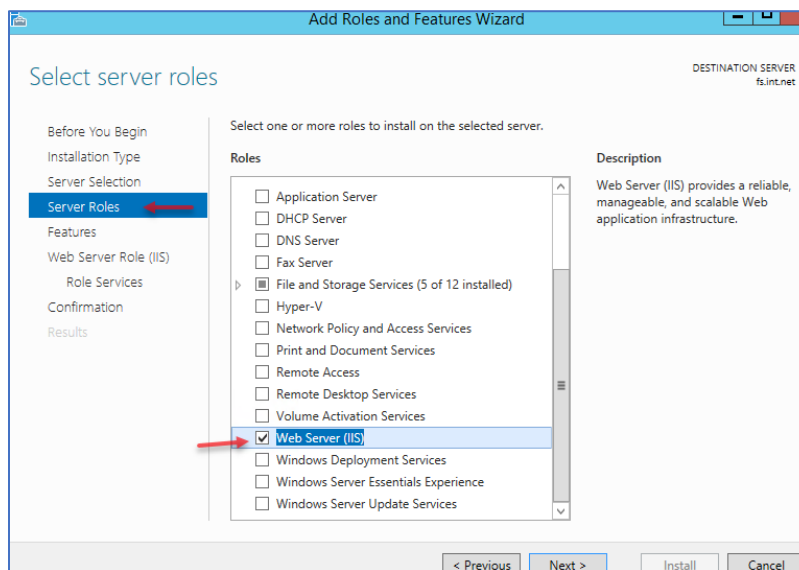 Add Roles and Features Wizard
Select server roles
DESTINATION SERVER
fs.int.net
Before You Begin
Installation Type
Server Selection
Server Roles
Features
Web Server Role (IIS)
Role Services
Confirmation
Results
Select one or more roles to install on the selected server.
Roles
Application Server
DHCP Server
DNS Server
Fax Server
File and Storage Services (5 of 12 installed)
Hyper-V
Network Policy and Access Services
Print and Document Services
Remote Access
Remote Desktop Services
Volume Activation Services
Web Server (IIS)
Windows Deployment Services
Windows Server Essentials Experience
Windows Server Update Services
Description
Web Server (IIS) provides a reliable,
manageable, and scalable Web
application infrastructure.
< Previous
Next >
Install
Cancel